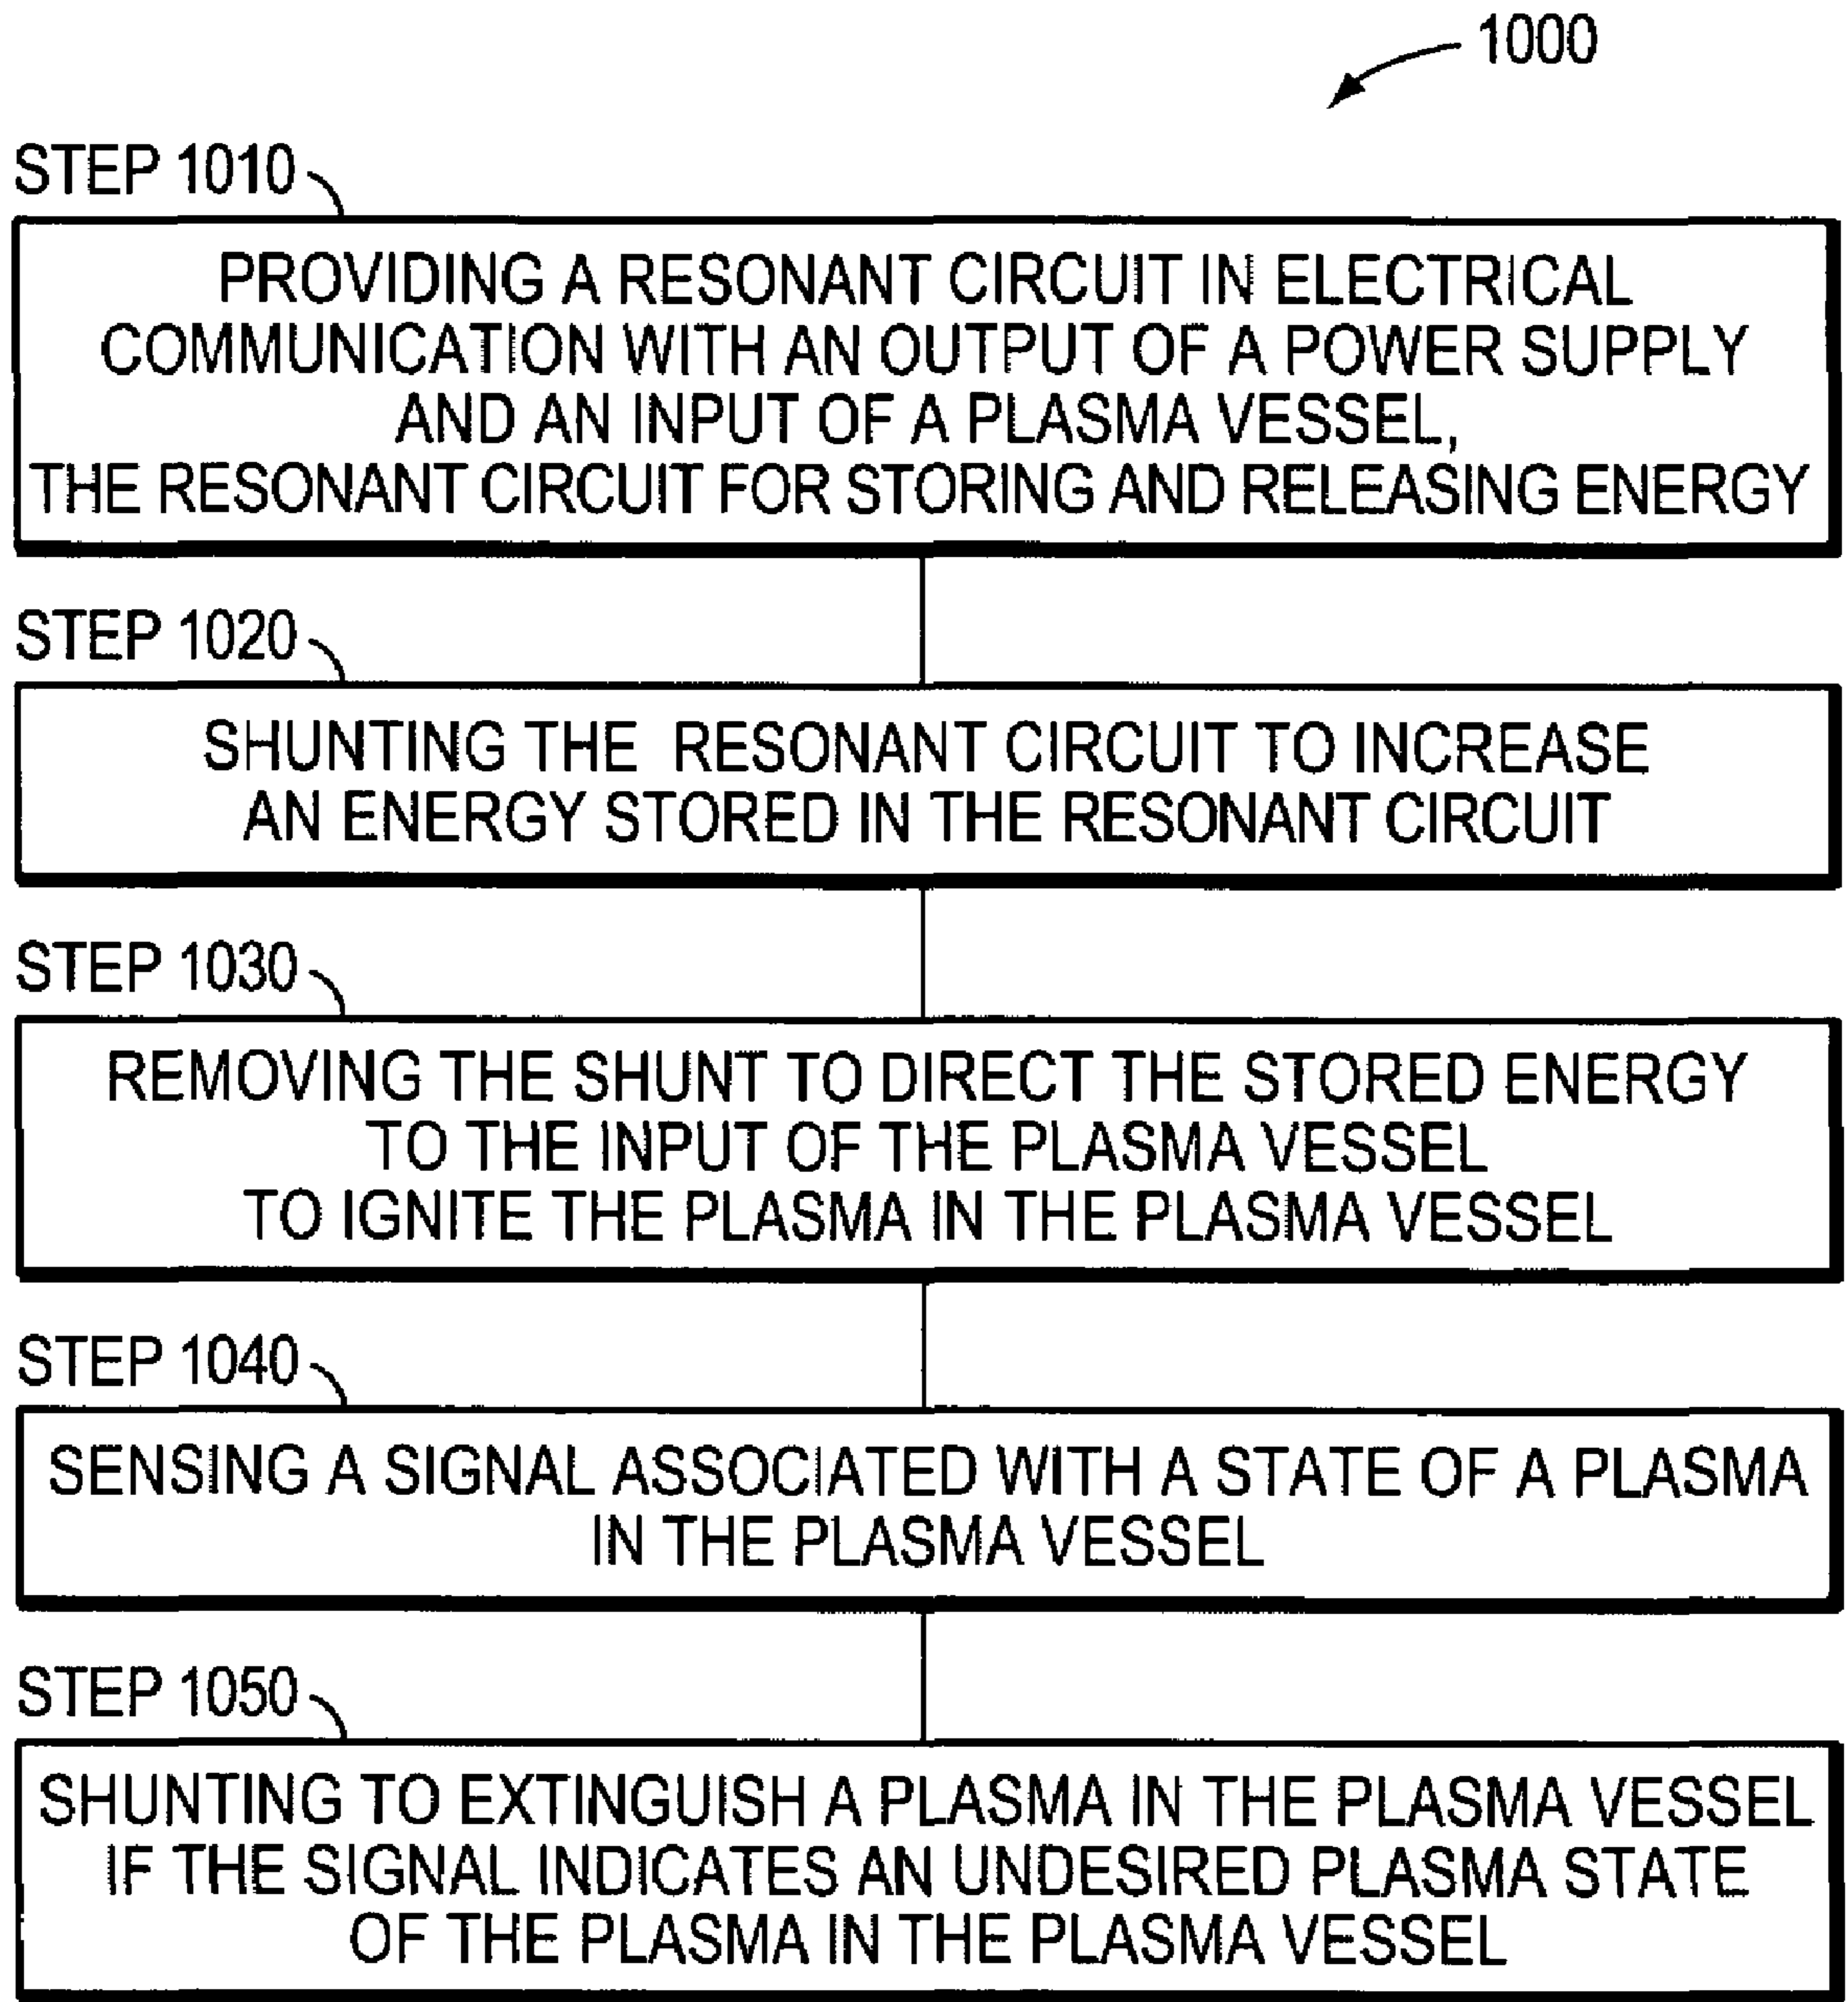 1000
STEP 1010
PROVIDING A RESONANT CIRCUIT IN ELECTRICAL
COMMUNICATION WITH AN OUTPUT OF A POWER SUPPLY
AND AN INPUT OF A PLASMA VESSEL,
THE RESONANT CIRCUIT FOR STORING AND RELEASING ENERGY
STEP 1020
SHUNTING THE RESONANT CIRCUIT TO INCREASE
AN ENERGY STORED IN THE RESONANT CIRCUIT
STEP 1030
REMOVING THE SHUNT TO DIRECT THE STORED ENERGY
TO THE INPUT OF THE PLASMA VESSEL
TO IGNITE THE PLASMA IN THE PLASMA VESSEL
STEP 1040
SENSING A SIGNAL ASSOCIATED WITH A STATE OF A PLASMA
IN THE PLASMA VESSEL
STEP 1050
SHUNTING TO EXTINGUISH A PLASMA IN THE PLASMA VESSEL
IF THE SIGNAL INDICATES AN UNDESIRED PLASMA STATE
OF THE PLASMA IN THE PLASMA VESSEL